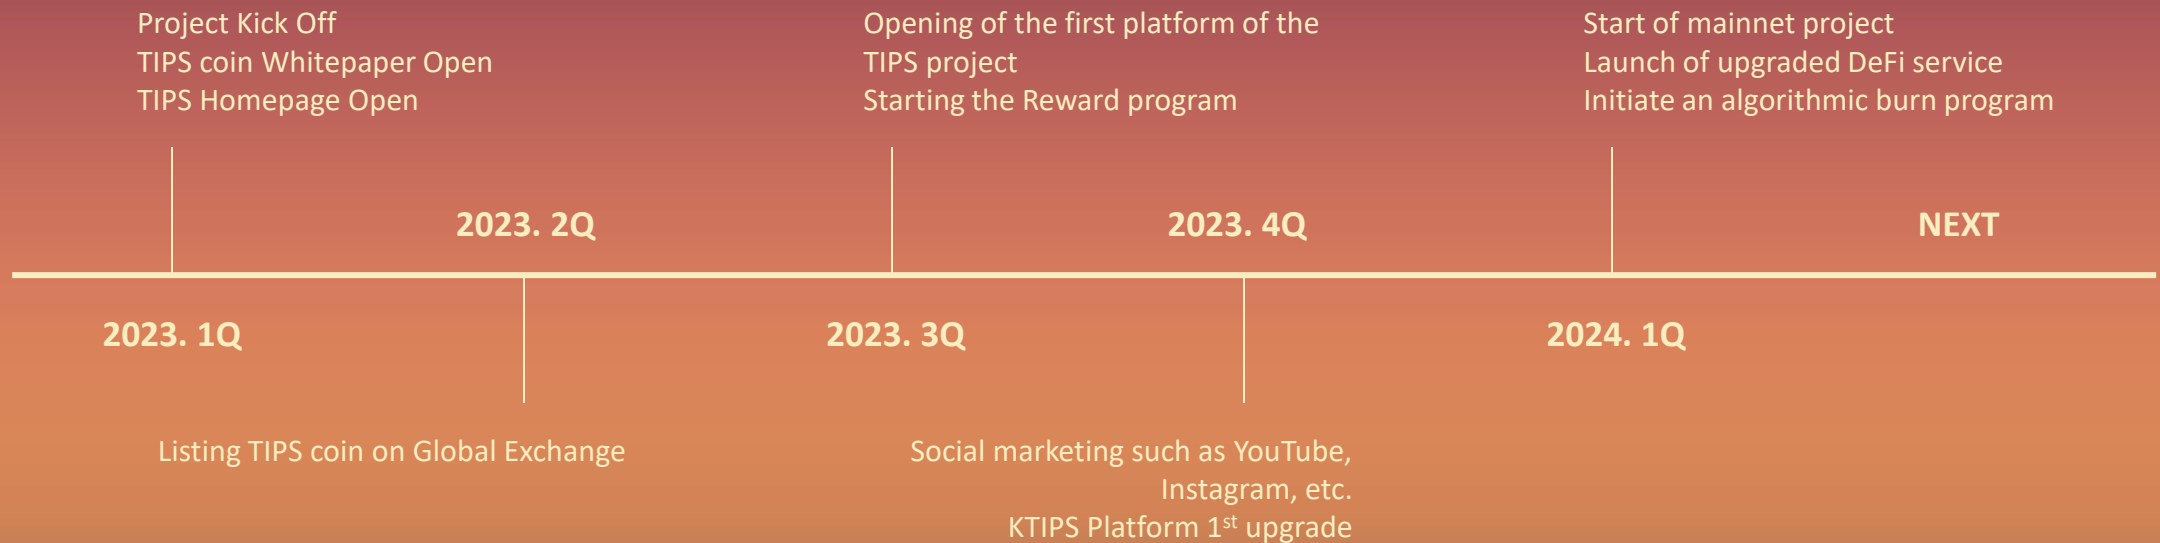 Project Kick Off
TIPS coin Whitepaper Open
TIPS Homepage Open
Opening of the first platform of the
TIPS project
Starting the Reward program
Start of mainnet project
Launch of upgraded DeFi service
Initiate an algorithmic burn program
2023. 2Q
2023. 4Q
NEXT
2023. 1Q
2023. 3Q
2024. 1Q
Listing TIPS coin on Global Exchange
Social marketing such as YouTube,
Instagram, etc.
KTIPS Platform 1st upgrade